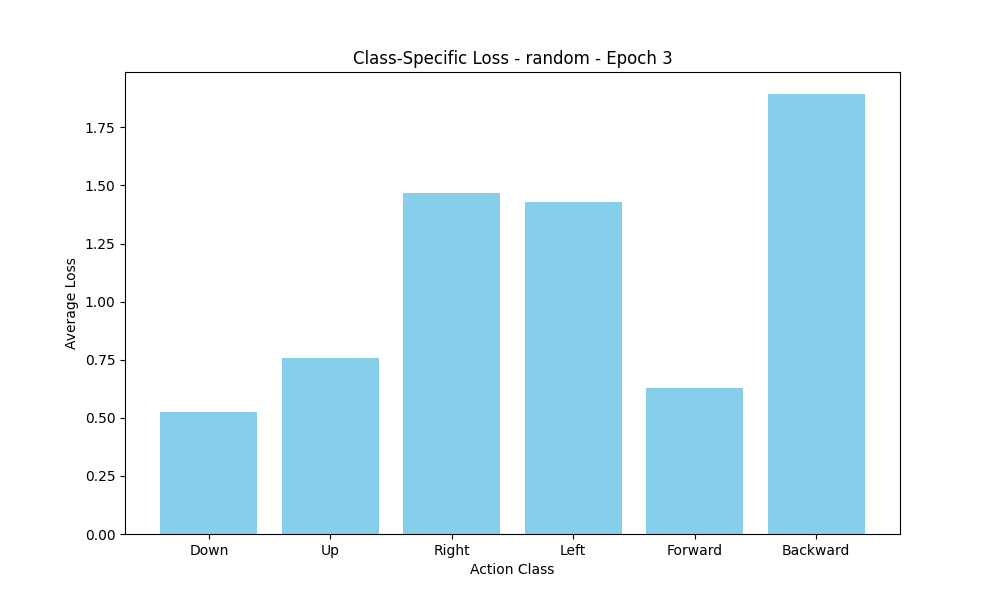 Class-Specific Loss - random - Epoch 3
1.75
1.50
1.25
1.00
0.75
0.50
0.25
0.00
Average Loss
Down Up Right Left Forward Backward
Action Class